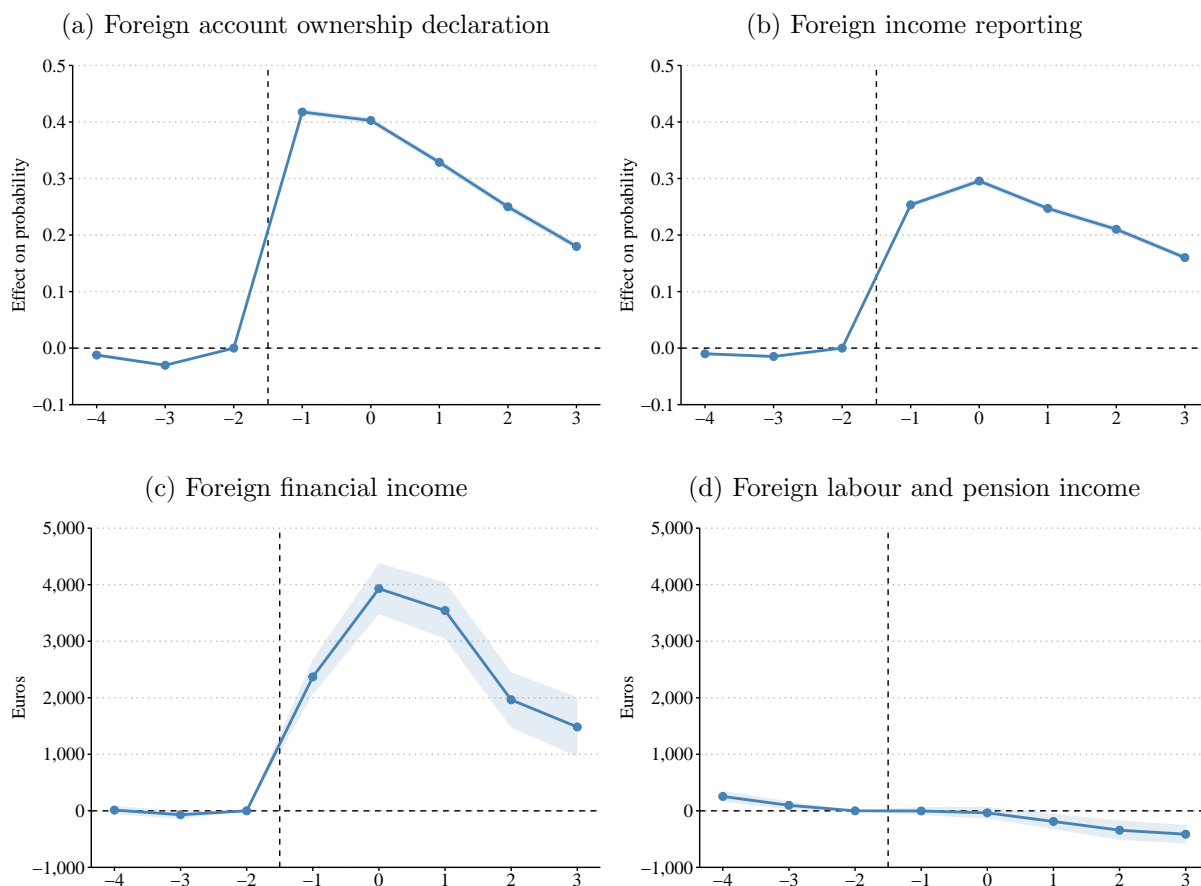 (a) Foreign account ownership declaration
0.5
0.4
0.3
0.2
0.1
0.0
−0.1
Effect on probability
−4 −3 −2 −1 0 1 2 3
(b) Foreign income reporting
0.5
0.4
0.3
0.2
0.1
0.0
−0.1
Effect on probability
−4 −3 −2 −1 0 1 2 3
(c) Foreign financial income
5,000
4,000
3,000
2,000
1,000
0
−1,000
Euros
−4 −3 −2 −1 0 1 2 3
(d) Foreign labour and pension income
5,000
4,000
3,000
2,000
1,000
0
−1,000
Euros
−4 −3 −2 −1 0 1 2 3